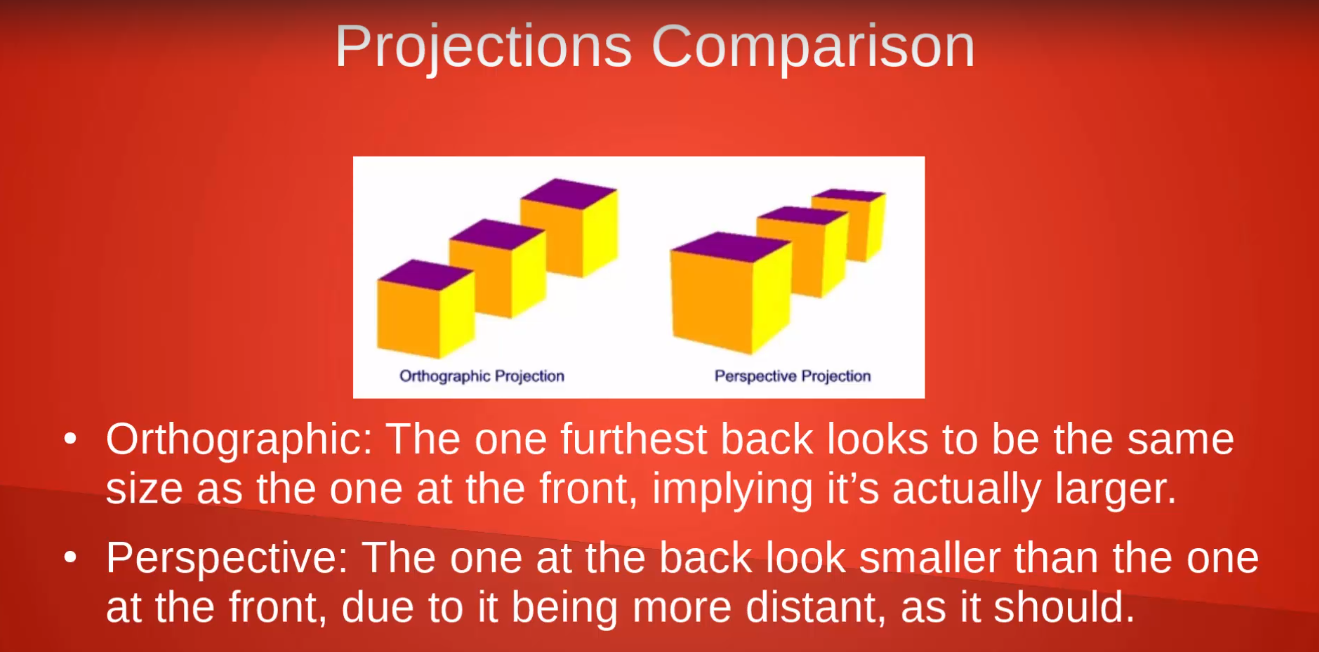 Projections Comparison
Orthographic Projection
Perspective Projection
• Orthographic: The one furthest back looks to be the same
size as the one at the front, implying it’s actually larger.
• Perspective: The one at the back look smaller than the one
at the front, due to it being more distant, as it should.